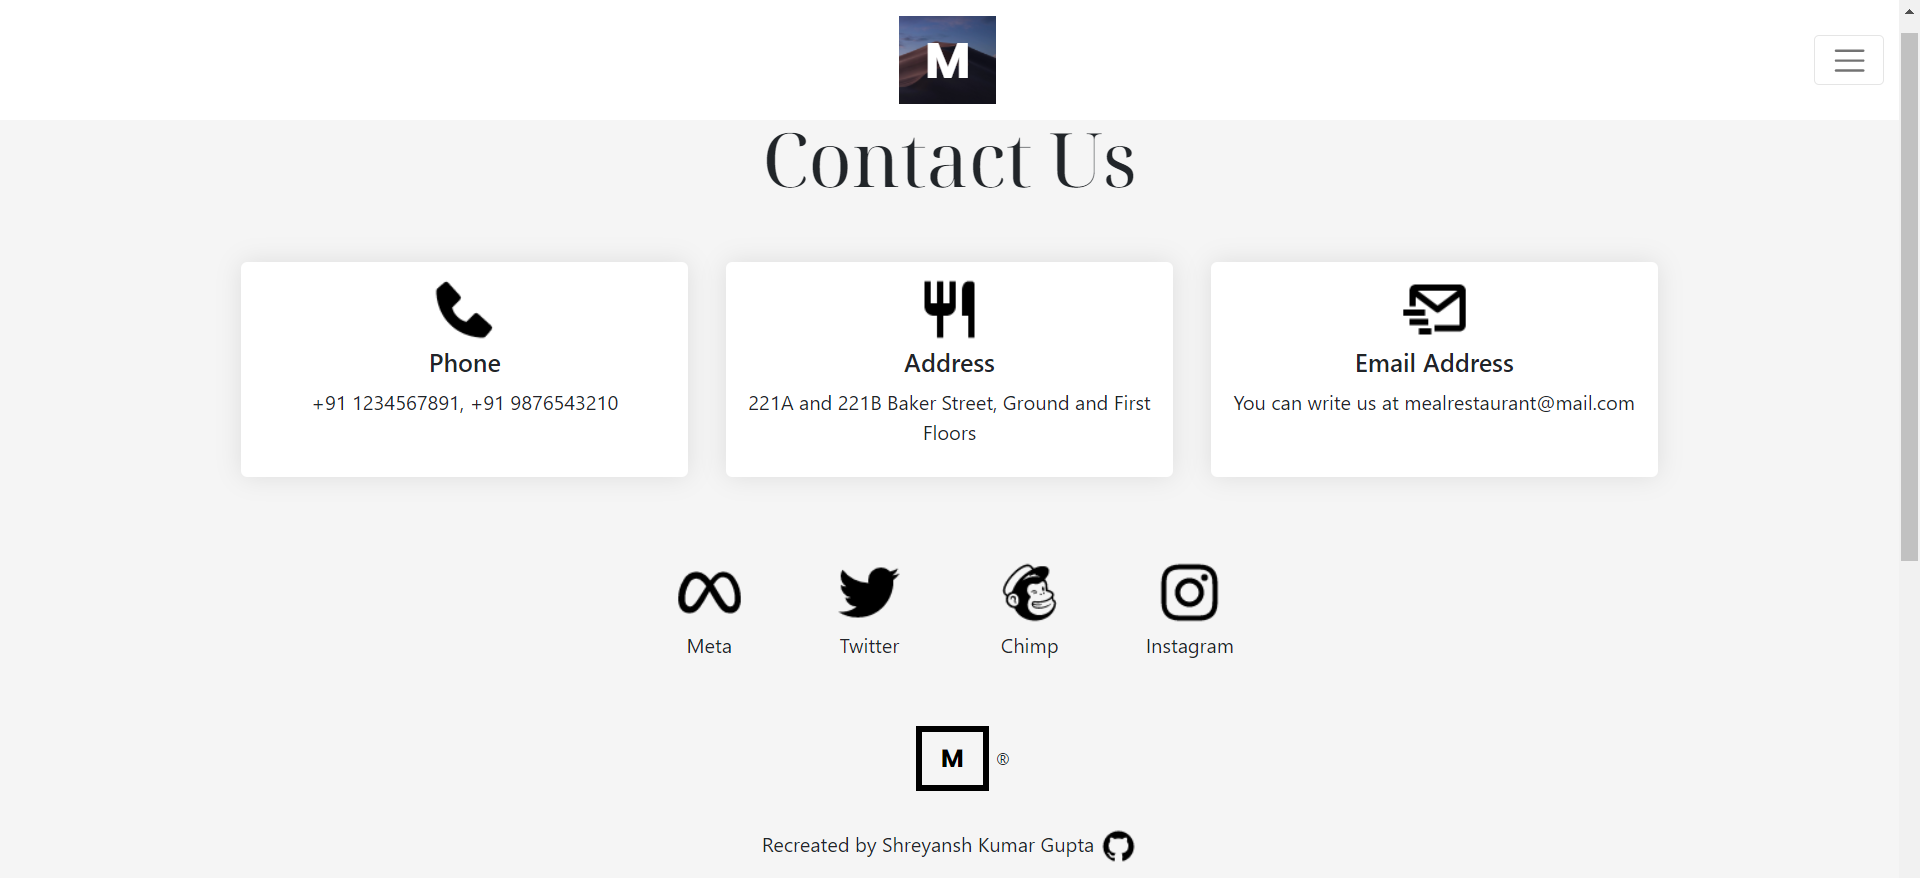 M
Contact Us
Phone
+91 1234567891, +91 9876543210
Address
221A and 221B Baker Street, Ground and First
Floors
Email Address
You can write us at mealrestaurant@mail.com
Meta
Twitter
Chimp
Instagram
M ®
Recreated by Shreyansh Kumar Gupta